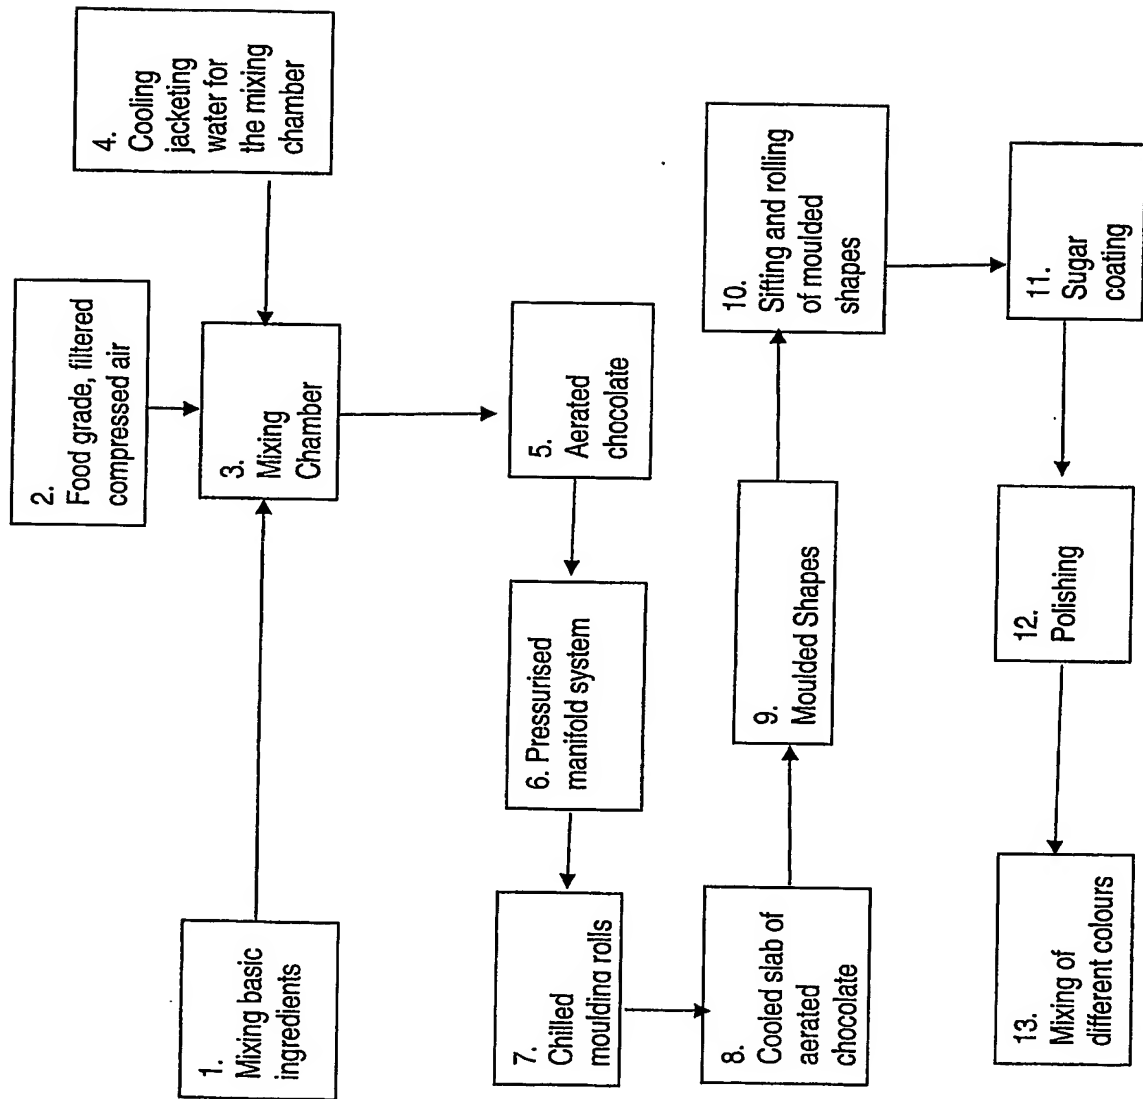 1.
Mixing basic
ingredients
2.
Food grade, filtered
compressed air
3.
Mixing
Chamber
4.
Cooling
jacketing
water for
the mixing
chamber
5.
Aerated
chocolate
6. Pressurised
manifold system
7.
Chilled
moulding rolls
8.
Cooled slab of
aerated
chocolate
9.
Moulded Shapes
10.
Sifting and rolling
of moulded
shapes
11.
Sugar
coating
12.
Polishing
13.
Mixing of
different colours